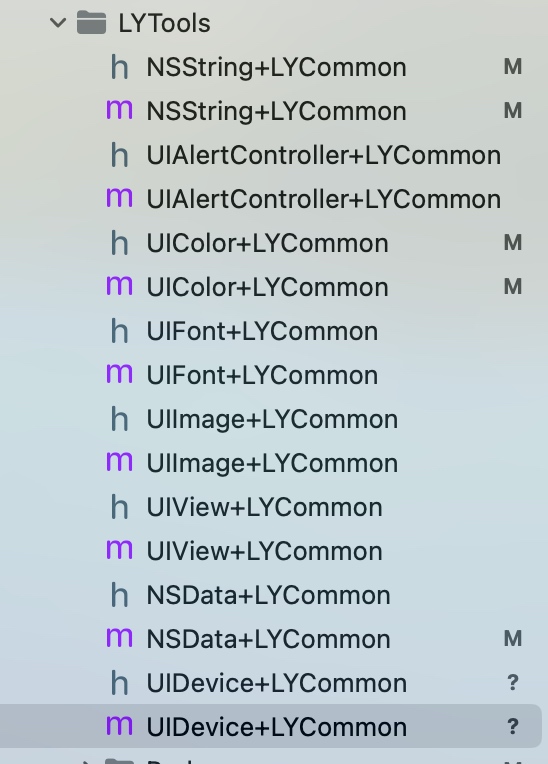 LYTools
h NSString+LYCommon M
m NSString+LYCommon M
h UIAlertController+LYCommon
m UIAlertController+LYCommon
h UIColor+LYCommon M
m UIColor+LYCommon M
h UIFont+LYCommon
m UIFont+LYCommon
h UIImage+LYCommon
m UIImage+LYCommon
h UIView+LYCommon
m UIView+LYCommon
h NSData+LYCommon
m NSData+LYCommon M
h UIDevice+LYCommon ?
m UIDevice+LYCommon ?